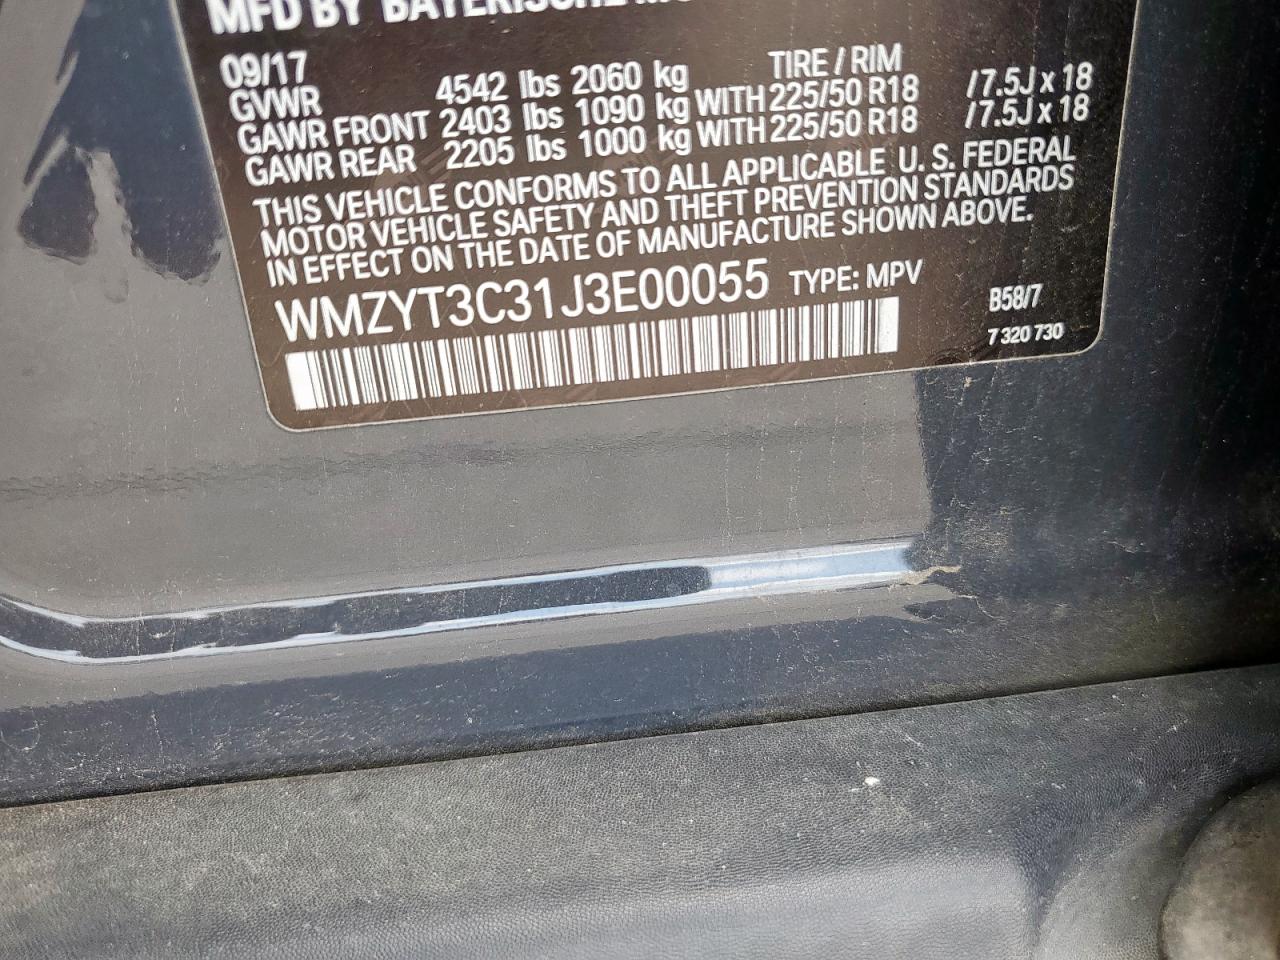 MFD BY BAYERISCHE
09/17
GVWR 4542 lbs 2060 kg TIRE / RIM
GAWR FRONT 2403 lbs 1090 kg WITH 225/50 R18 /7.5J x 18
GAWR REAR 2205 lbs 1000 kg WITH 225/50 R18 /7.5J x 18
THIS VEHICLE CONFORMS TO ALL APPLICABLE U. S. FEDERAL
MOTOR VEHICLE SAFETY AND THEFT PREVENTION STANDARDS
IN EFFECT ON THE DATE OF MANUFACTURE SHOWN ABOVE.
WMZYT3C31J3E00055 TYPE: MPV
B58/7
7 320 730